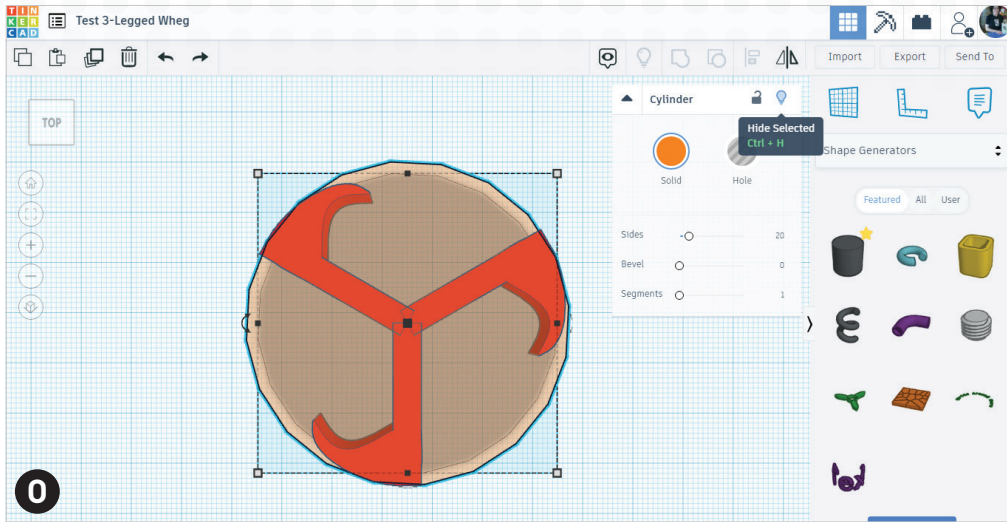 TIN
KER
CAD
Test 3-Legged Wheg
Import
Export
Send To
TOP
Cylinder
Hide Selected
Ctrl + H
Solid
Hole
Sides
20
Bevel
0
Segments
1
Shape Generators
Featured
All
User
O